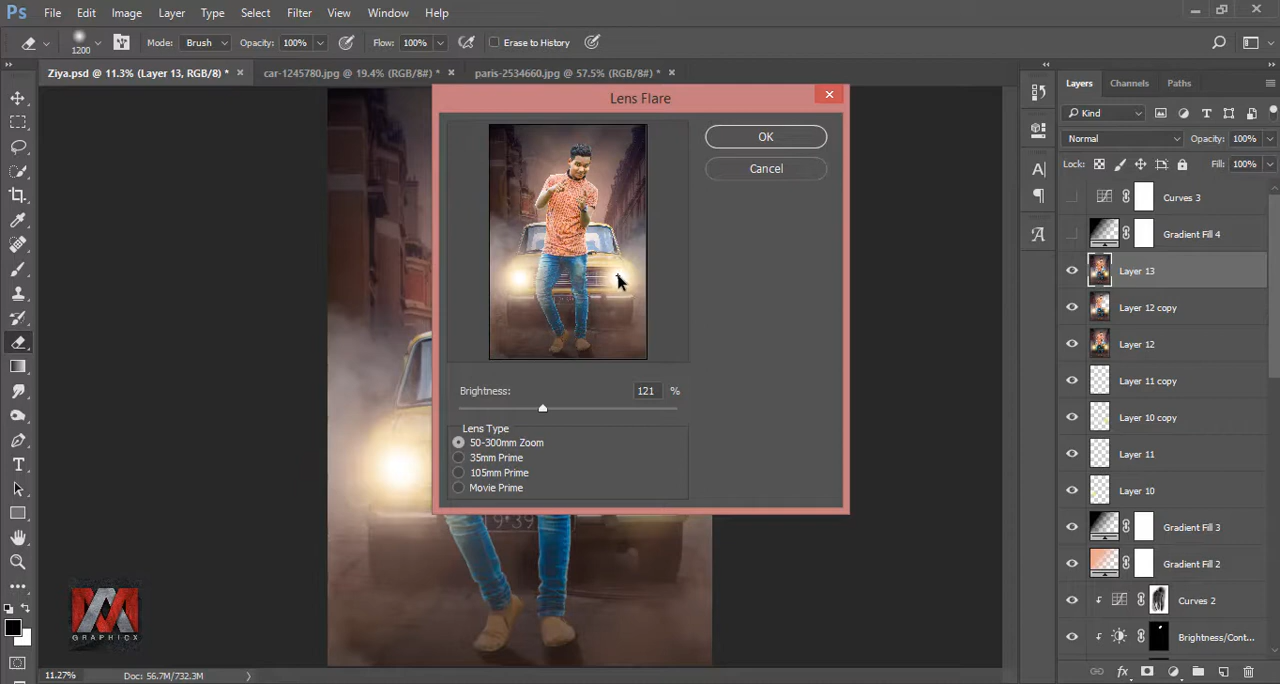 Ps File Edit Image Layer Type Select Filter View Window Help
1200 Mode: Brush Opacity: 100% Flow: 100% Erase to History
Ziya.psd @ 11.3% (Layer 13, RGB/8) * × car-1245780.jpg @ 19.4% (RGB/8#) * × paris-2534660.jpg @ 57.5% (RGB/8#) * ×
Lens Flare
OK
Cancel
Brightness: 121 %
Lens Type
50-300mm Zoom
35mm Prime
105mm Prime
Movie Prime
Layers Channels Paths
Kind
Normal Opacity: 100%
Lock: Fill: 100%
Curves 3
Gradient Fill 4
Layer 13
Layer 12 copy
Layer 12
Layer 11 copy
Layer 10 copy
Layer 11
Layer 10
Gradient Fill 3
Gradient Fill 2
Curves 2
Brightness/Cont...
GRAPHICX
11.27% Doc: 56.7M/732.3M